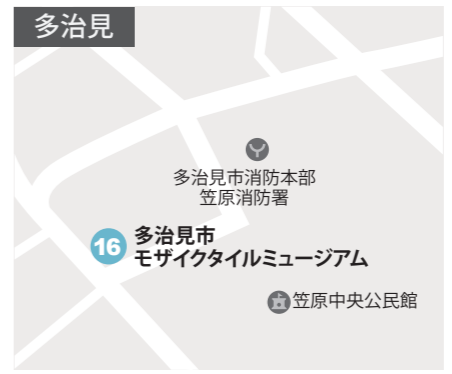 多治見
多治見市消防本部
笠原消防署
16
多治見市
モザイクタイルミュージアム
笠原中央公民館